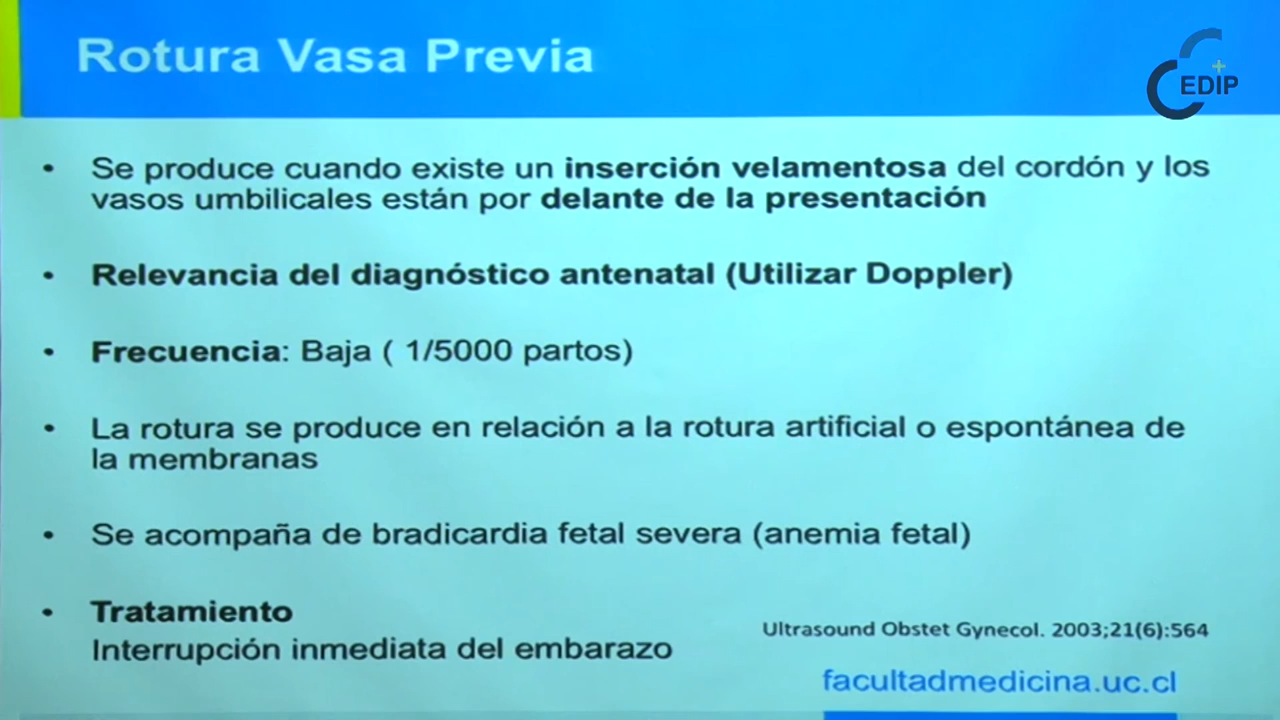 Rotura Vasa Previa
EDIP
• Se produce cuando existe un inserción velamentosa del cordón y los
vasos umbilicales están por delante de la presentación
• Relevancia del diagnóstico antenatal (Utilizar Doppler)
• Frecuencia: Baja ( 1/5000 partos)
• La rotura se produce en relación a la rotura artificial o espontánea de
la membranas
• Se acompaña de bradicardia fetal severa (anemia fetal)
• Tratamiento
Interrupción inmediata del embarazo
Ultrasound Obstet Gynecol. 2003;21(6):564
facultadmedicina.uc.cl